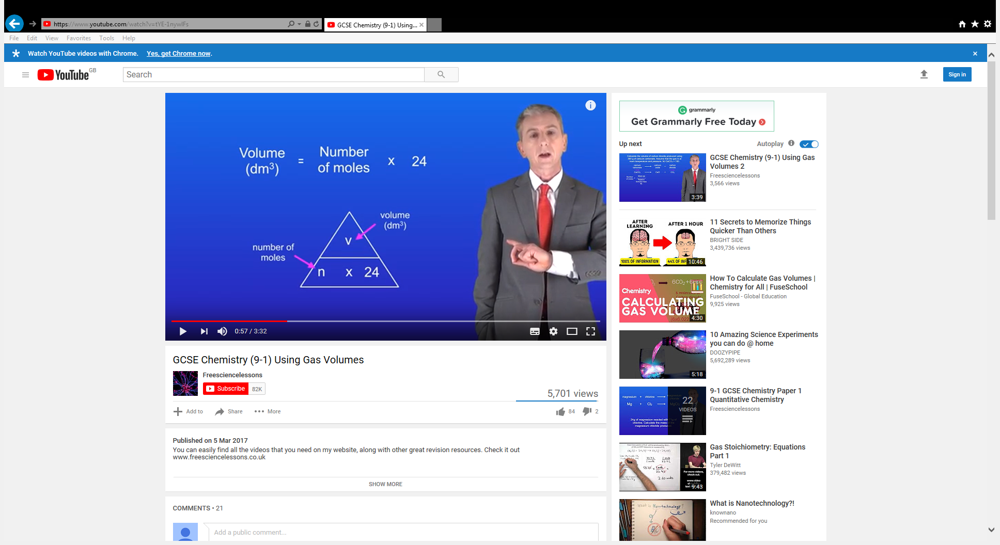 https://www.youtube.com/watch?v=tYE-1nywlFs
GCSE Chemistry (9-1) Using...
File Edit View Favorites Tools Help
Watch YouTube videos with Chrome. Yes, get Chrome now.
YouTube GB
Search
Sign in
Volume (dm³) = Number of moles x 24
volume (dm³)
v
number of moles
n x 24
0:57 / 3:32
GCSE Chemistry (9-1) Using Gas Volumes
Freesciencelessons
Subscribe 82K
5,701 views
Add to Share More 84 2
Published on 5 Mar 2017
You can easily find all the videos that you need on my website, along with other great revision resources. Check it out
www.freesciencelessons.co.uk
SHOW MORE
COMMENTS • 21
Add a public comment...
grammarly
Get Grammarly Free Today
Up next Autoplay
3:39
GCSE Chemistry (9-1) Using Gas
Volumes 2
Freesciencelessons
3,566 views
AFTER LEARNING
AFTER 1 HOUR
100% OF INFORMATION
44% OF INF
10:46
11 Secrets to Memorize Things
Quicker Than Others
BRIGHT SIDE
3,439,736 views
Chemistry
CALCULATING
GAS VOLUME
4:30
How To Calculate Gas Volumes |
Chemistry for All | FuseSchool
FuseSchool - Global Education
9,925 views
5:18
10 Amazing Science Experiments
you can do @ home
DOOZYPIPE
5,692,289 views
22
VIDEOS
9-1 GCSE Chemistry Paper 1
Quantitative Chemistry
Freesciencelessons
9:43
Gas Stoichiometry: Equations
Part 1
Tyler DeWitt
379,482 views
What is Nanotechnology?
What is Nanotechnology?!
knownano
Recommended for you